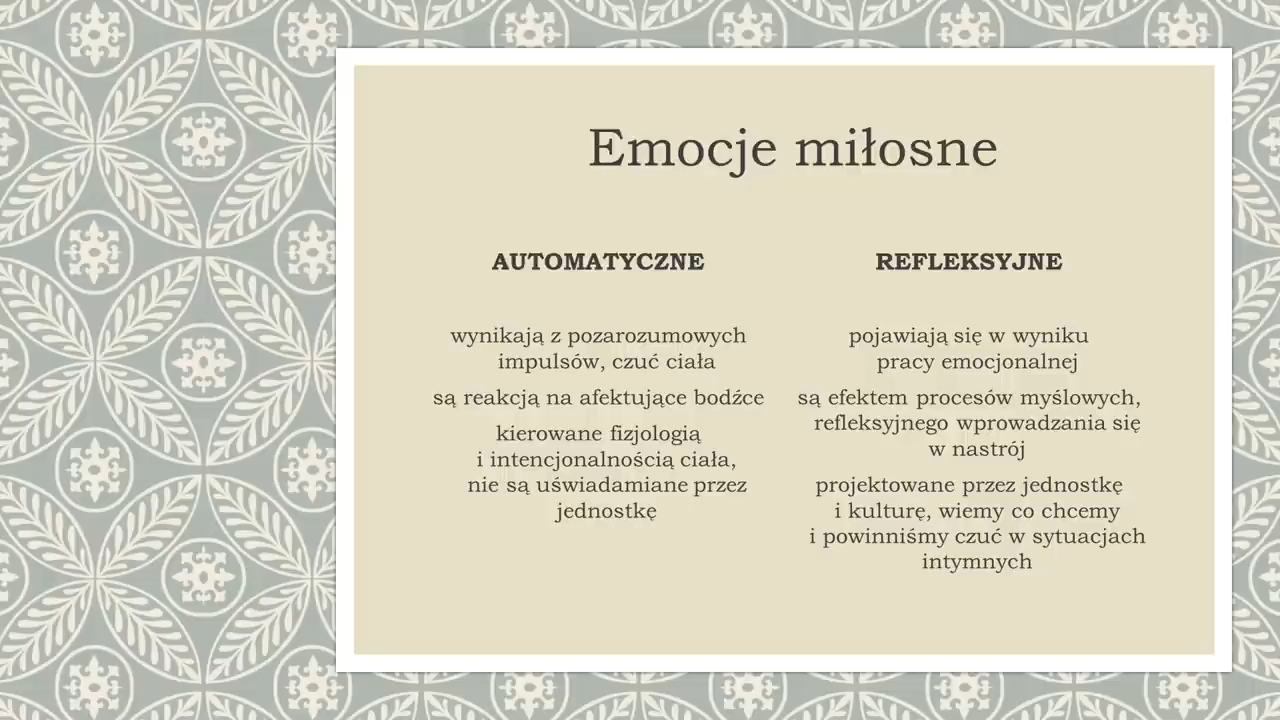 Emocje miłosne
AUTOMATYCZNE
wynikają z pozarozumowych
impulsów, czuć ciała
są reakcją na afektujące bodźce
kierowane fizjologią
i intencjonalnością ciała,
nie są uświadamiane przez
jednostkę
REFLEKSYJNE
pojawiają się w wyniku
pracy emocjonalnej
są efektem procesów myślowych,
refleksyjnego wprowadzania się
w nastrój
projektowane przez jednostkę
i kulturę, wiemy co chcemy
i powinniśmy czuć w sytuacjach
intymnych